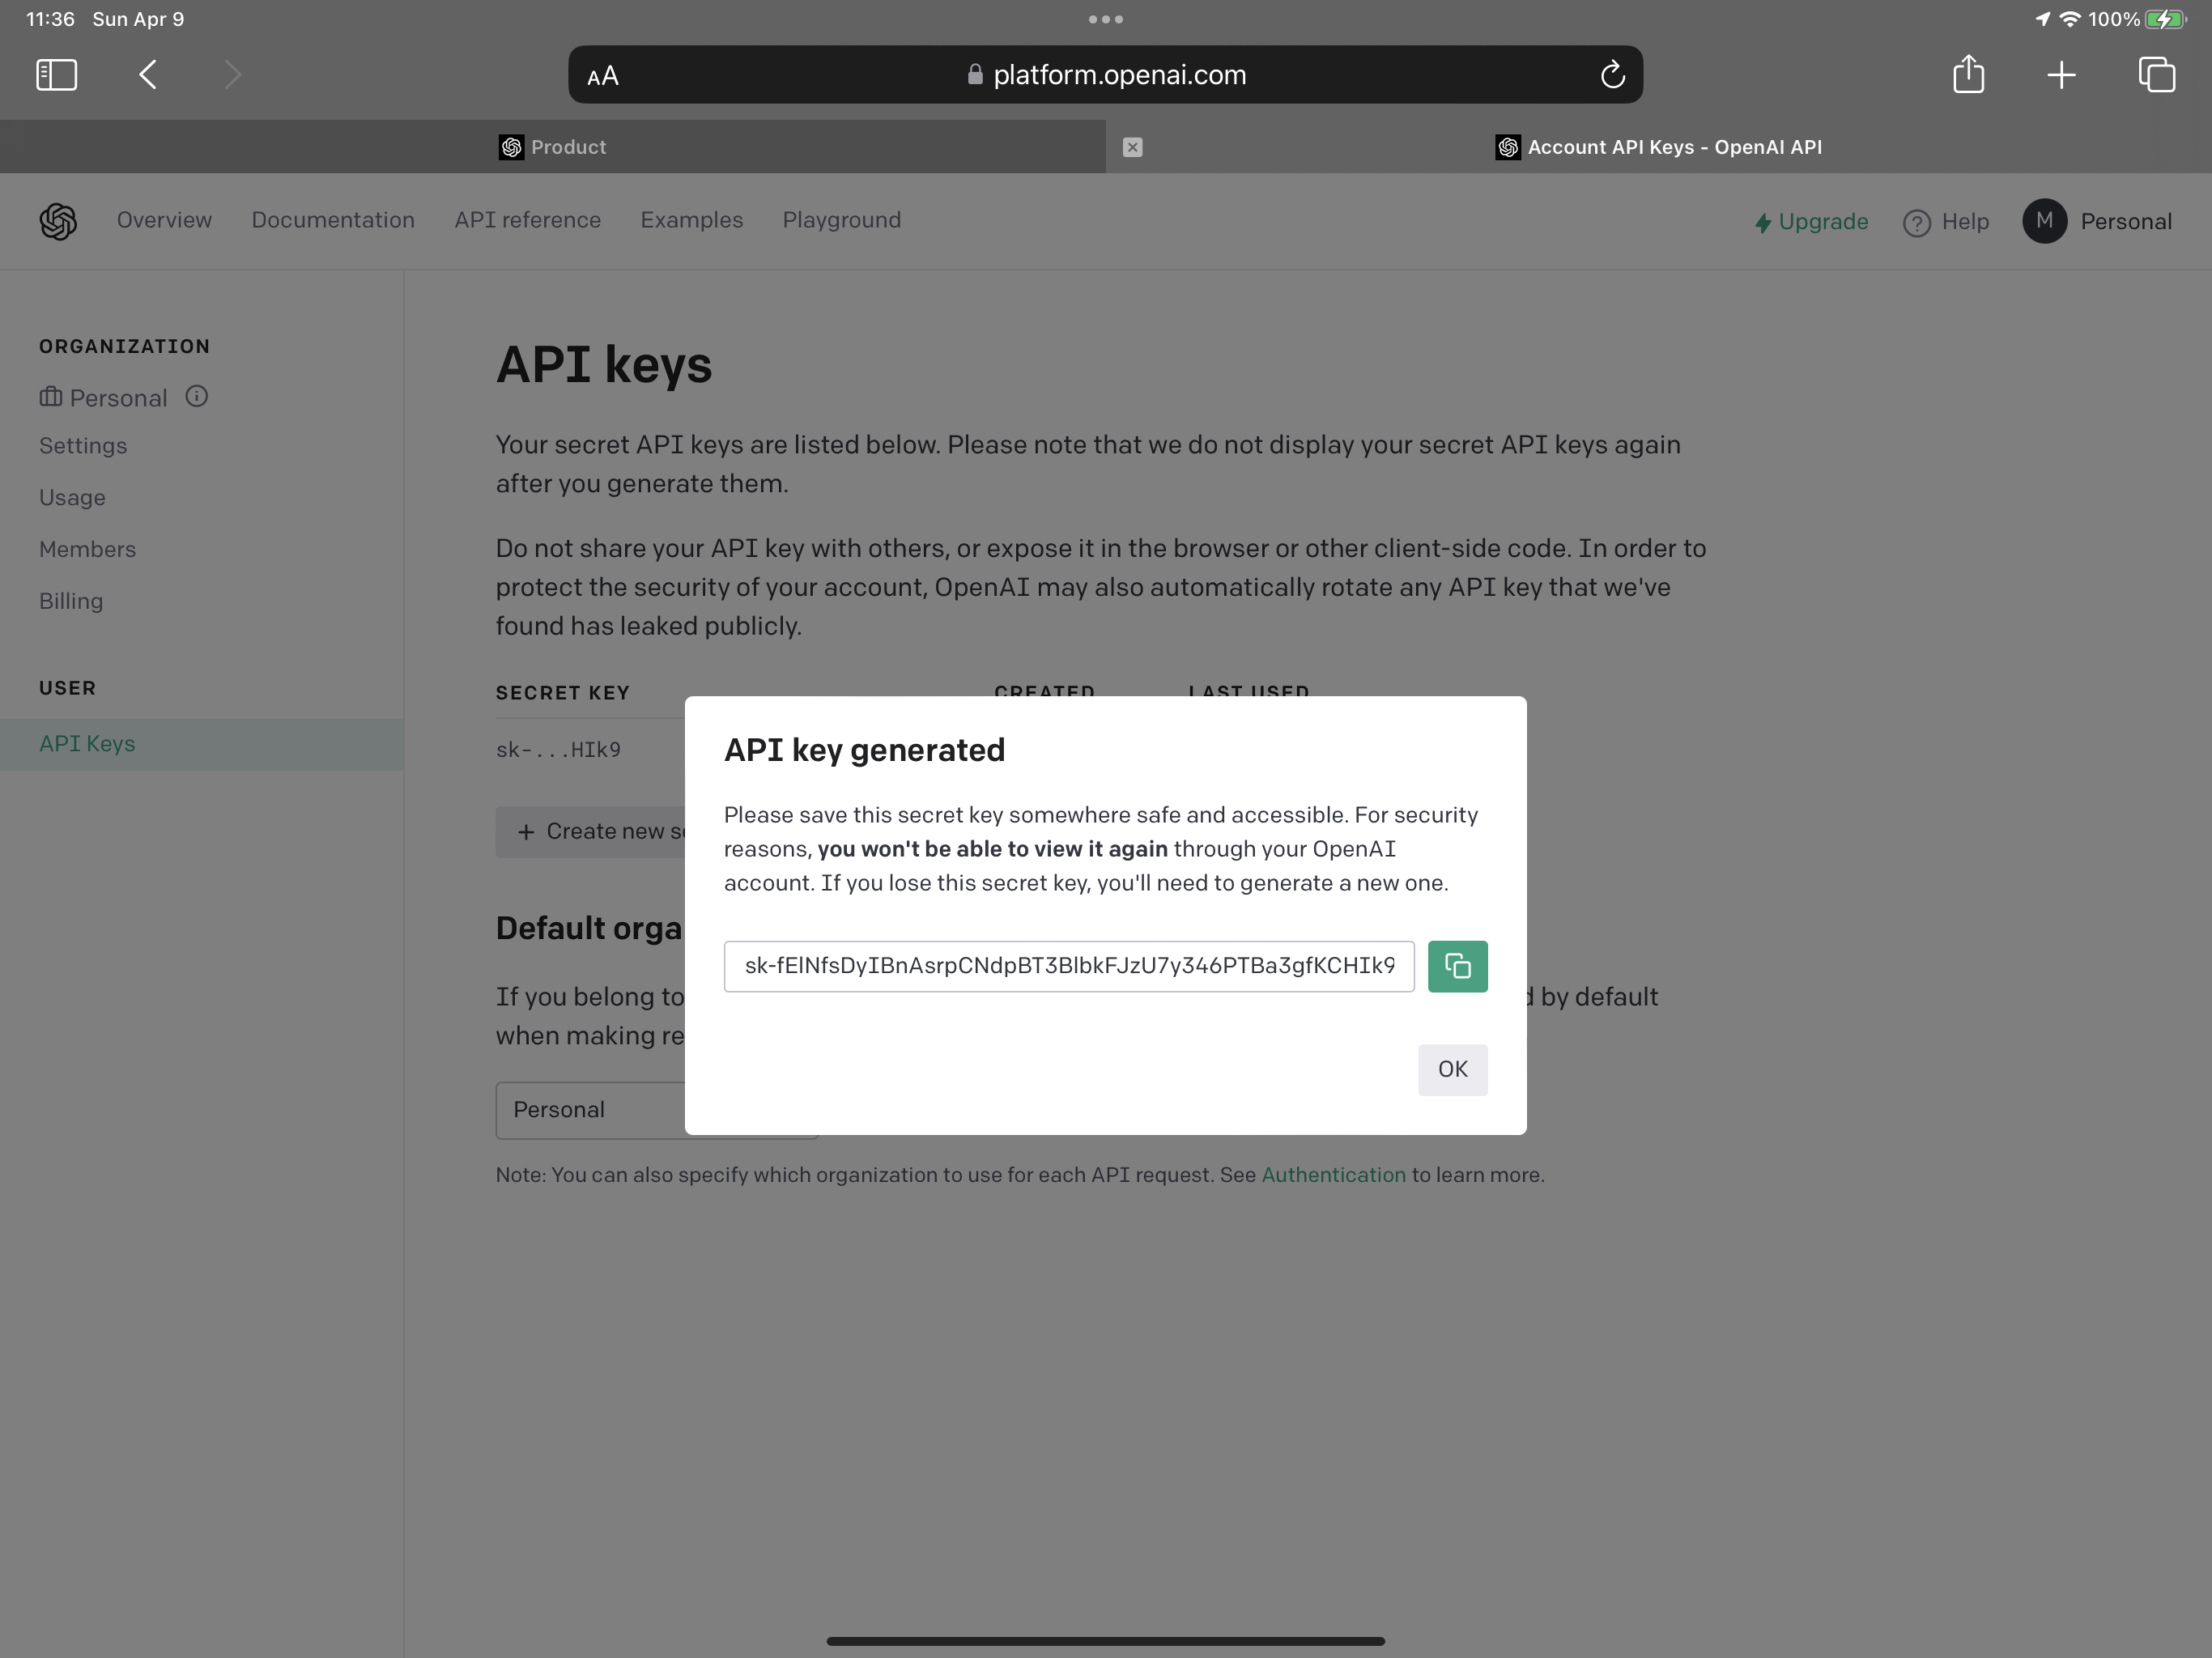 11:36 Sun Apr 9
100%
AA
platform.openai.com
Product
Account API Keys - OpenAI API
Overview Documentation API reference Examples Playground
Upgrade Help M Personal
ORGANIZATION
Personal
Settings
Usage
Members
Billing
USER
API Keys
API keys
Your secret API keys are listed below. Please note that we do not display your secret API keys again
after you generate them.
Do not share your API key with others, or expose it in the browser or other client-side code. In order to
protect the security of your account, OpenAI may also automatically rotate any API key that we've
found has leaked publicly.
SECRET KEY CREATED LAST USED
sk-...HIk9
+ Create new
Default
If you belong to
by default
when making
Personal
Note: You can also specify which organization to use for each API request. See Authentication to learn more.
API key generated
Please save this secret key somewhere safe and accessible. For security
reasons, you won't be able to view it again through your OpenAI
account. If you lose this secret key, you'll need to generate a new one.
OK